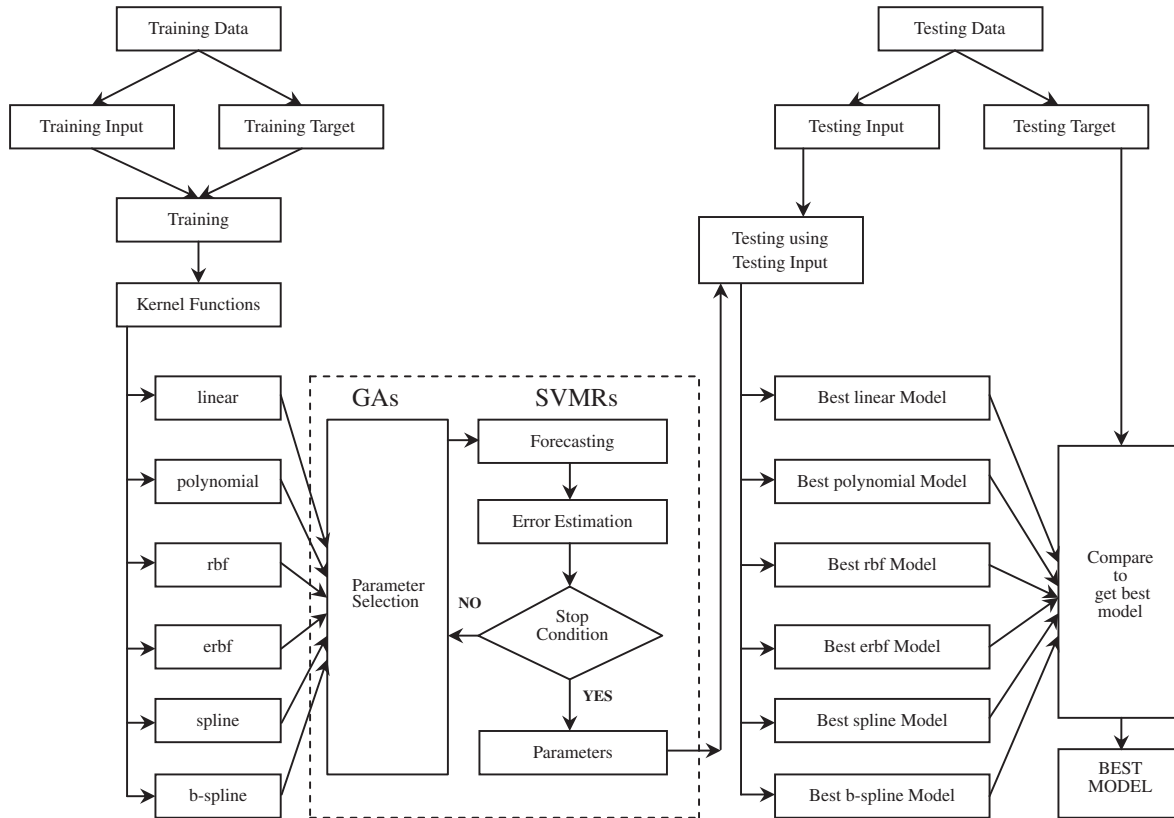 Training Data
Training Input
Training Target
Training
Kernel Functions
linear
polynomial
rbf
erbf
spline
b-spline
GAs
SVMRs
Parameter
Selection
Forecasting
Error Estimation
Stop
Condition
NO
YES
Parameters
Testing Data
Testing Input
Testing Target
Testing using
Testing Input
Best linear Model
Best polynomial Model
Best rbf Model
Best erbf Model
Best spline Model
Best b-spline Model
Compare
to
get best
model
BEST
MODEL